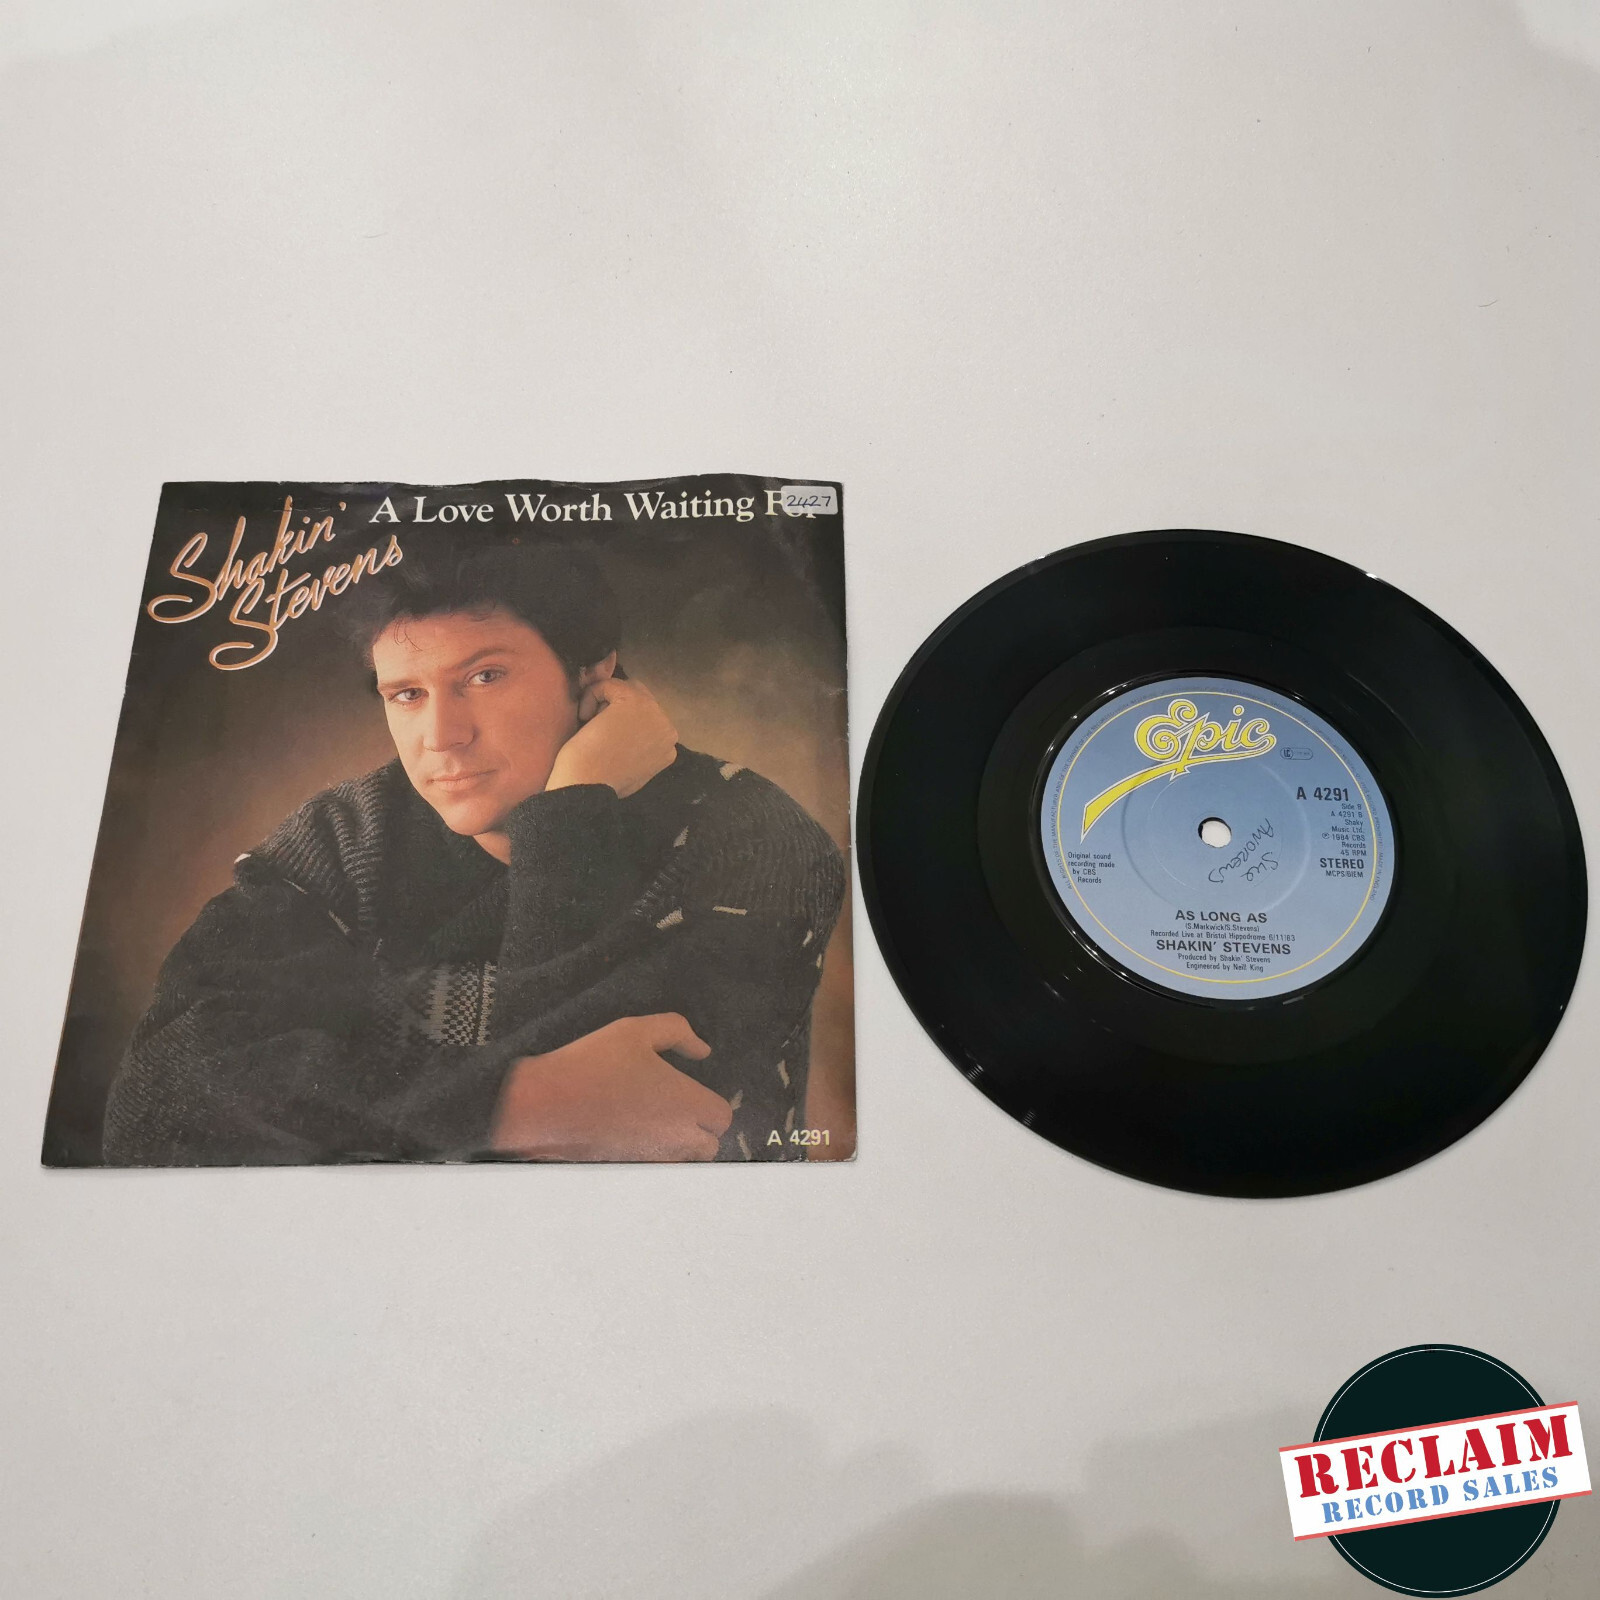 A Love Worth Waiting For
2427
Shakin'
Stevens
A 4291
Epic
A 4291
Side B
A 4291 B
Shaky
Music Ltd.
℗ 1984 CBS
Records
45 RPM
STEREO
MCPS/BIEM
Original sound
recording made
by CBS
Records
Sue
ANDREWS
AS LONG AS
(S.Markwick/S.Stevens)
Recorded Live at Bristol Hippodrome 6/11/83
SHAKIN' STEVENS
Produced by Shakin' Stevens
Engineered by Neill King
RECLAIM
RECORD SALES